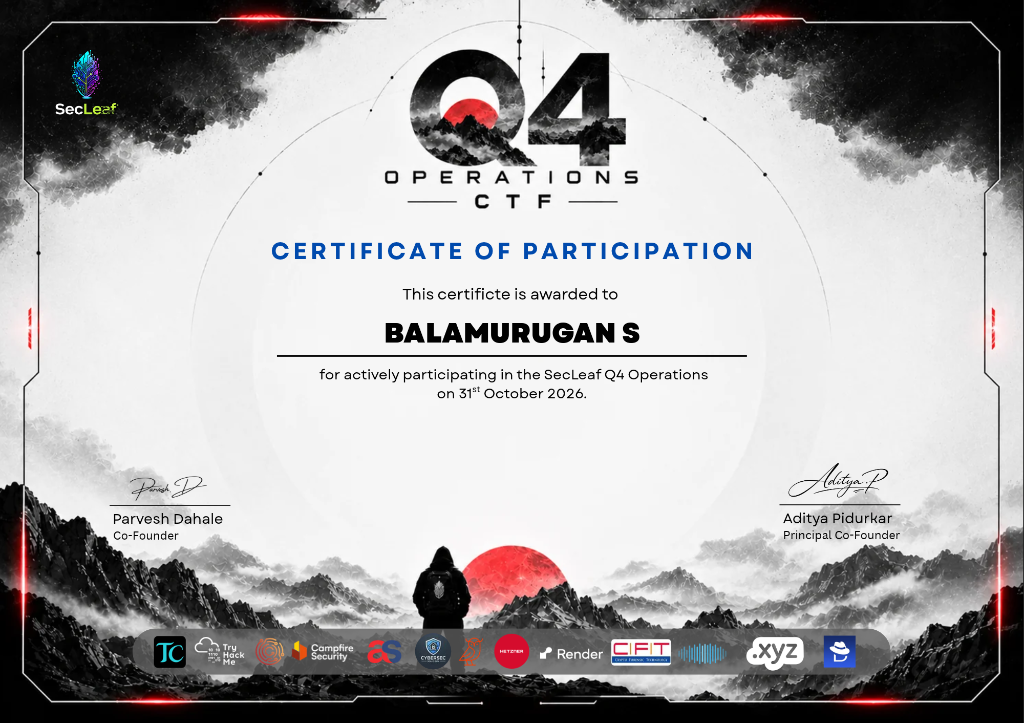 SecLeaf
Q4
OPERATIONS
CTF
CERTIFICATE OF PARTICIPATION
This certificte is awarded to
BALAMURUGAN S
for actively participating in the SecLeaf Q4 Operations
on 31st October 2026.
Parvesh D
Aditya.P
Parvesh Dahale
Co-Founder
Aditya Pidurkar
Principal Co-Founder
TC
Try
Hack
Me
Campfire
Security
as
CYBERSEC
HETZNER
Render
CIFIT
.xyz